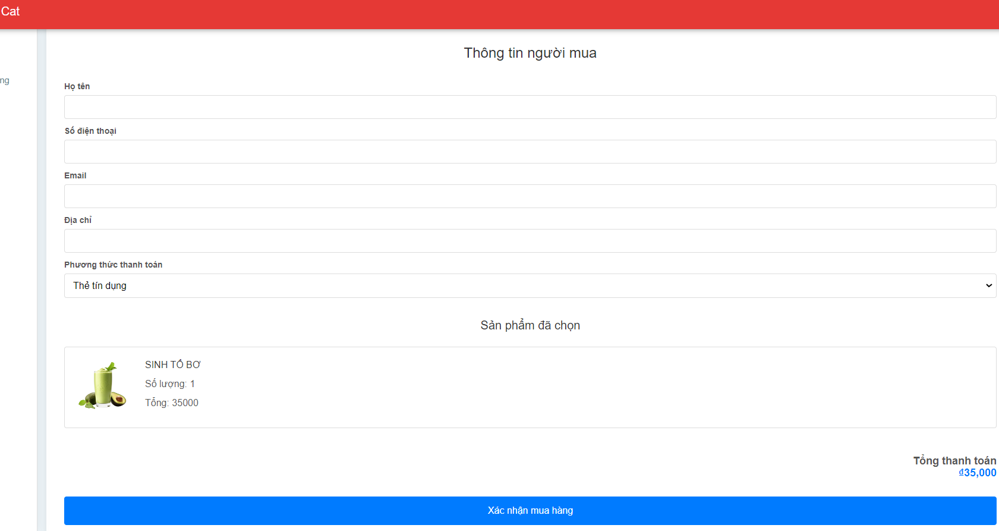 Cat
ng
Thông tin người mua
Họ tên
Số điện thoại
Email
Địa chỉ
Phương thức thanh toán
Thẻ tín dụng
Sản phẩm đã chọn
SINH TỐ BƠ
Số lượng: 1
Tổng: 35000
Tổng thanh toán
₫35,000
Xác nhận mua hàng